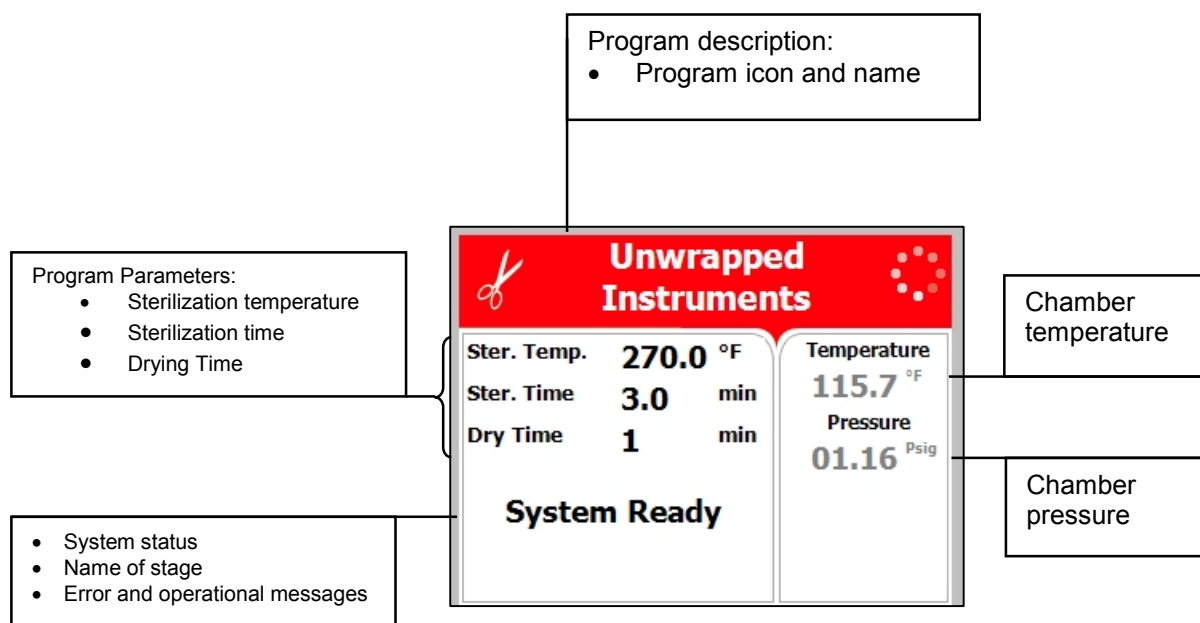 Program description:
• Program icon and name
Unwrapped
Instruments
Program Parameters:
• Sterilization temperature
• Sterilization time
• Drying Time
Ster. Temp. 270.0 °F
Ster. Time 3.0 min
Dry Time 1 min
System Ready
Temperature
115.7 °F
Pressure
01.16 Psig
Chamber
temperature
Chamber
pressure
• System status
• Name of stage
• Error and operational messages